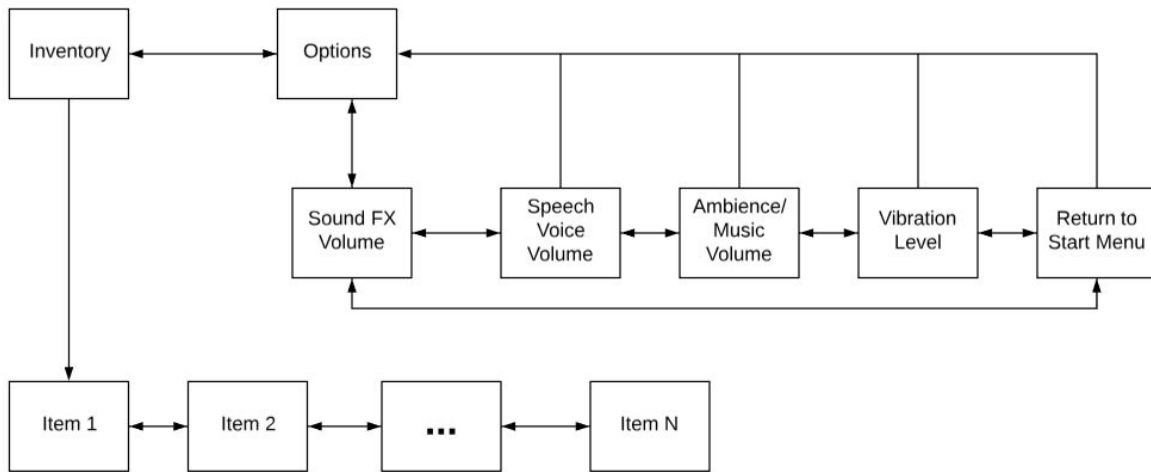 Inventory
Options
Sound FX
Volume
Speech
Voice
Volume
Ambience/
Music
Volume
Vibration
Level
Return to
Start Menu
Item 1
Item 2
...
Item N